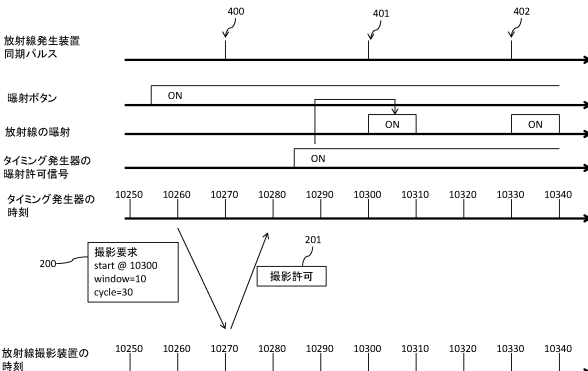 400
401
402
放射線発生装置
同期パルス
曝射ボタン
ON
放射線の曝射
ON
ON
タイミング発生器の
曝射許可信号
ON
タイミング発生器の
時刻
10250 10260 10270 10280 10290 10300 10310 10320 10330 10340
200
撮影要求
start @ 10300
window=10
cycle=30
201
撮影許可
放射線撮影装置の
時刻
10250 10260 10270 10280 10290 10300 10310 10320 10330 10340